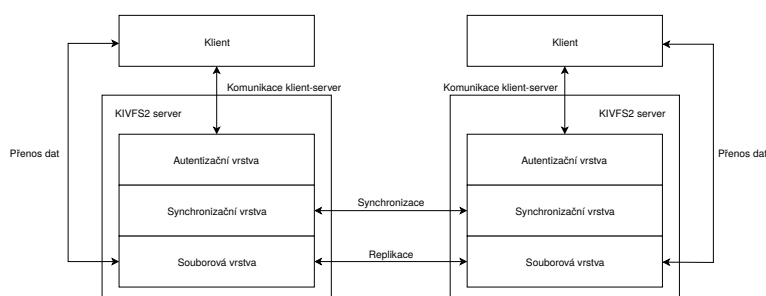 Klient
Klient
Komunikace klient-server
Komunikace klient-server
KIVFS2 server
KIVFS2 server
Přenos dat
Autentizační vrstva
Autentizační vrstva
Přenos dat
Synchronizační vrstva
Synchronizace
Synchronizační vrstva
Souborová vrstva
Replikace
Souborová vrstva